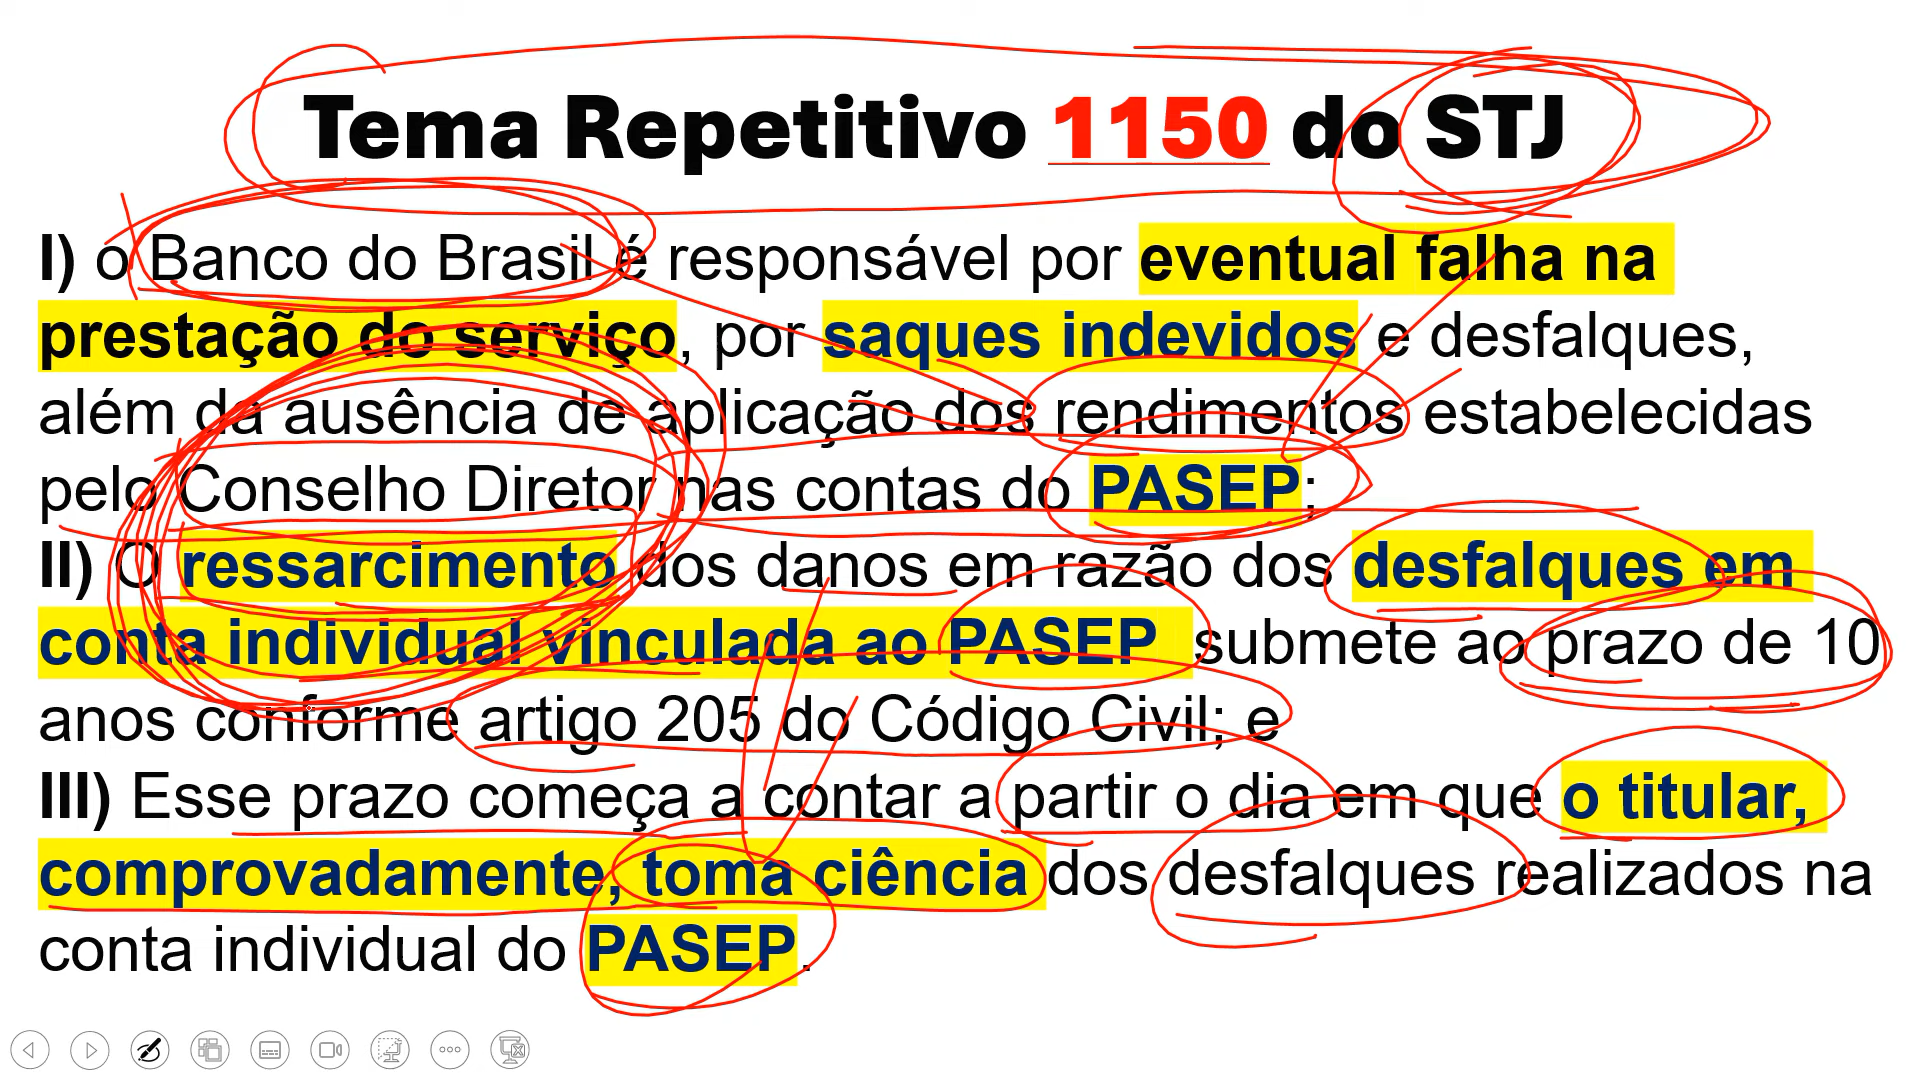 Tema Repetitivo 1150 do STJ
I) o Banco do Brasil é responsável por eventual falha na
prestação do serviço, por saques indevidos e desfalques,
além da ausência de aplicação dos rendimentos estabelecidas
pelo Conselho Diretor nas contas do PASEP;
II) O ressarcimento dos danos em razão dos desfalques em
conta individual vinculada ao PASEP submete ao prazo de 10
anos conforme artigo 205 do Código Civil; e
III) Esse prazo começa a contar a partir o dia em que o titular,
comprovadamente, toma ciência dos desfalques realizados na
conta individual do PASEP.